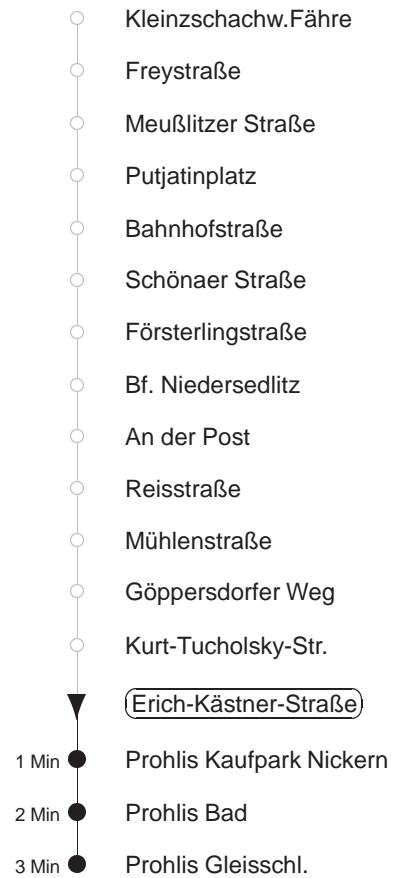 Kleinzschachw.Fähre
Freystraße
Meußlitzer Straße
Putjatinplatz
Bahnhofstraße
Schönaer Straße
Försterlingstraße
Bf. Niedersedlitz
An der Post
Reisstraße
Mühlenstraße
Göppersdorfer Weg
Kurt-Tucholsky-Str.
Erich-Kästner-Straße
1 Min Prohlis Kaufpark Nickern
2 Min Prohlis Bad
3 Min Prohlis Gleisschl.